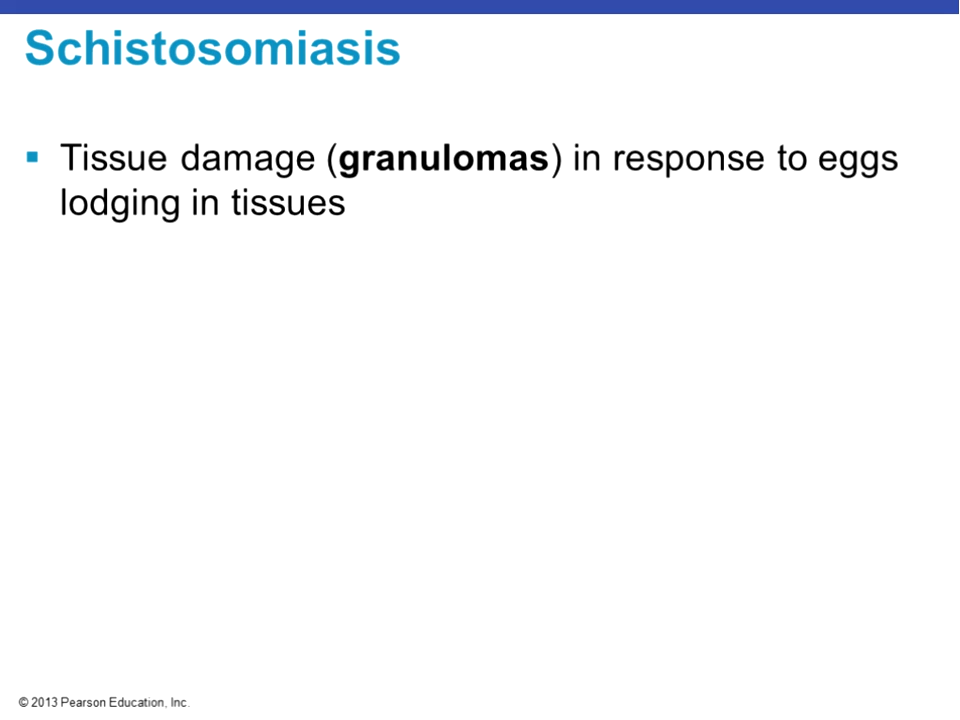 Schistosomiasis
▪ Tissue damage (granulomas) in response to eggs
lodging in tissues
© 2013 Pearson Education, Inc.